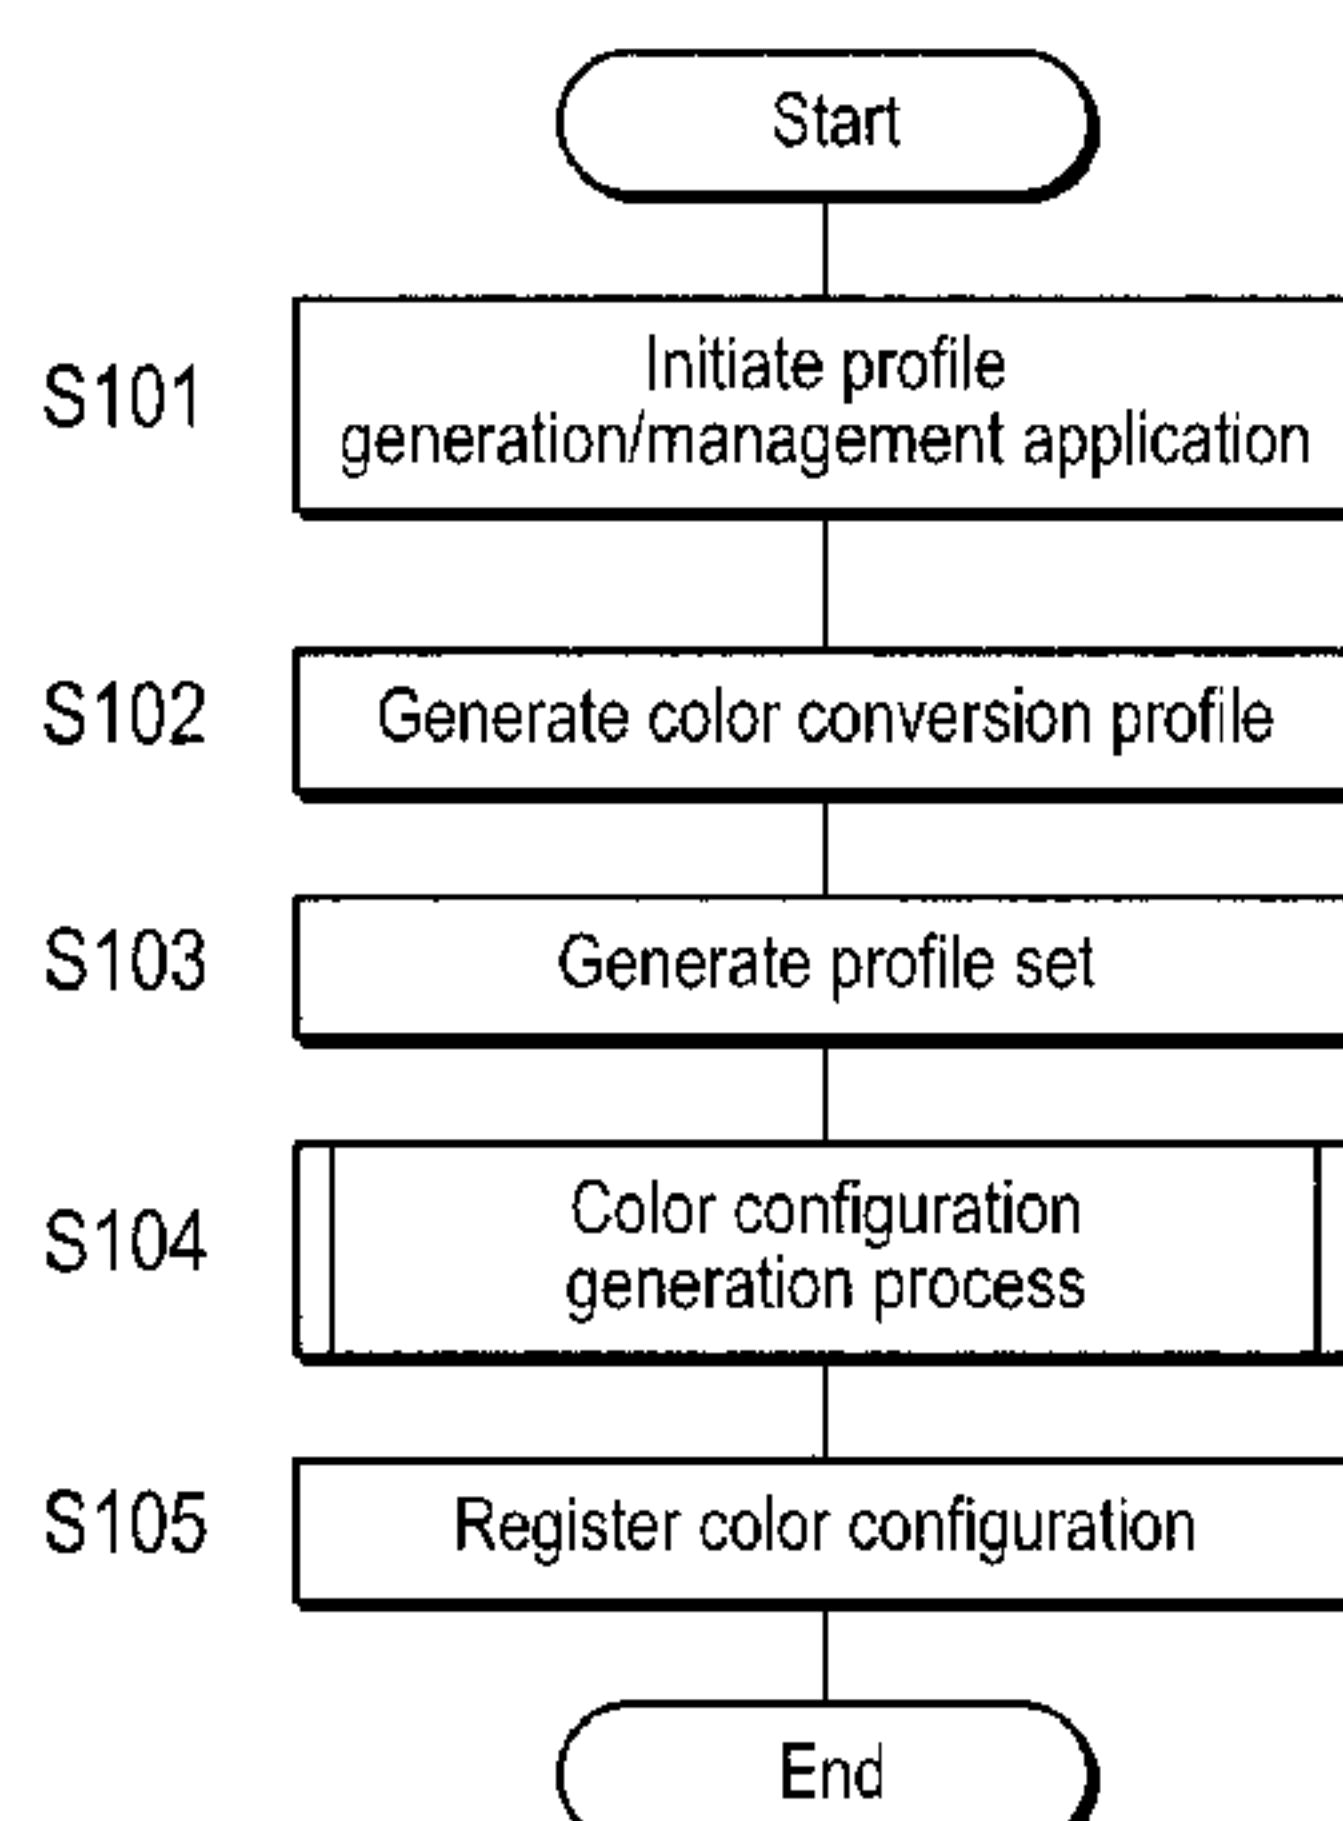 Start
S101
Initiate profile
generation/management application
S102
Generate color conversion profile
S103
Generate profile set
S104
Color configuration
generation process
S105
Register color configuration
End